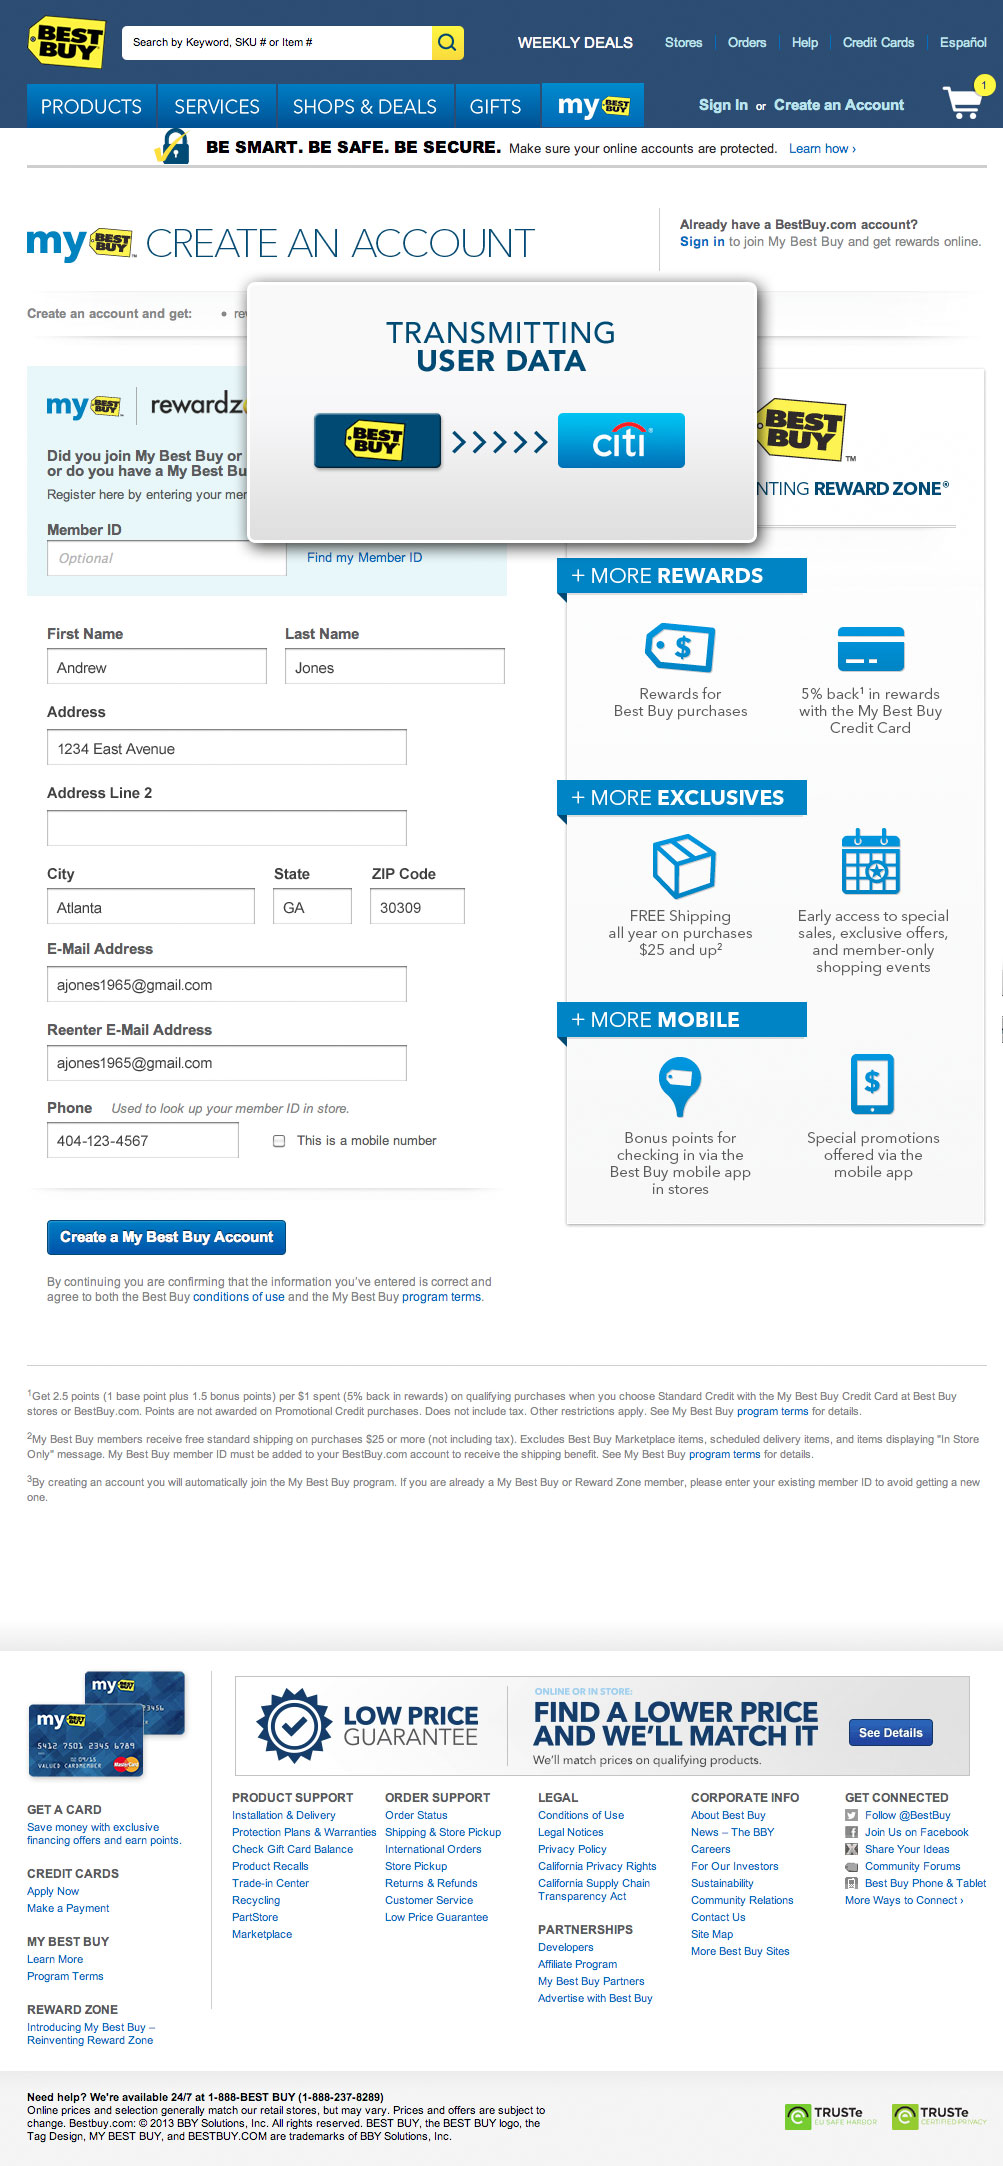 BEST BUY
Search by Keyword, SKU # or Item #
WEEKLY DEALS
Stores
Orders
Help
Credit Cards
Español
PRODUCTS
SERVICES
SHOPS & DEALS
GIFTS
my BEST BUY
Sign In or Create an Account
1
BE SMART. BE SAFE. BE SECURE. Make sure your online accounts are protected. Learn how ›
my BEST BUY™ CREATE AN ACCOUNT
Already have a BestBuy.com account?
Sign in to join My Best Buy and get rewards online.
Create an account and get:
TRANSMITTING
USER DATA
BEST BUY
citi®
my BEST BUY™
Did you join My Best Buy or
or do you have a My Best Bu
Register here by entering your
Member ID
Optional
Find my Member ID
BEST BUY™
REWARD ZONE®
First Name
Last Name
Andrew
Jones
Address
1234 East Avenue
Address Line 2
City
State
ZIP Code
Atlanta
GA
30309
E-Mail Address
ajones1965@gmail.com
Reenter E-Mail Address
ajones1965@gmail.com
Phone Used to look up your member ID in store.
404-123-4567
This is a mobile number
Create a My Best Buy Account
By continuing you are confirming that the information you've entered is correct and
agree to both the Best Buy conditions of use and the My Best Buy program terms.
+ MORE REWARDS
$
Rewards for
Best Buy purchases
5% back¹ in rewards
with the My Best Buy
Credit Card
+ MORE EXCLUSIVES
FREE Shipping
all year on purchases
$25 and up²
Early access to special
sales, exclusive offers,
and member-only
shopping events
+ MORE MOBILE
$
Bonus points for
checking in via the
Best Buy mobile app
in stores
Special promotions
offered via the
mobile app
¹Get 2.5 points (1 base point plus 1.5 bonus points) per $1 spent (5% back in rewards) on qualifying purchases when you choose Standard Credit with the My Best Buy Credit Card at Best Buy
stores or BestBuy.com. Points are not awarded on Promotional Credit purchases. Does not include tax. Other restrictions apply. See My Best Buy program terms for details.
²My Best Buy members receive free standard shipping on purchases $25 or more (not including tax). Excludes Best Buy Marketplace items, scheduled delivery items, and items displaying "In Store
Only" message. My Best Buy member ID must be added to your BestBuy.com account to receive the shipping benefit. See My Best Buy program terms for details.
³By creating an account you will automatically join the My Best Buy program. If you are already a My Best Buy or Reward Zone member, please enter your existing member ID to avoid getting a new
one.
my BEST BUY
23456
my BEST BUY
5412 7501 2345 6789
09/15
VALUED CARDMEMBER
MasterCard
LOW PRICE
GUARANTEE
ONLINE OR IN STORE:
FIND A LOWER PRICE
AND WE'LL MATCH IT
We'll match prices on qualifying products.
See Details
GET A CARD
Save money with exclusive
financing offers and earn points.
CREDIT CARDS
Apply Now
Make a Payment
MY BEST BUY
Learn More
Program Terms
REWARD ZONE
Introducing My Best Buy –
Reinventing Reward Zone
PRODUCT SUPPORT
Installation & Delivery
Protection Plans & Warranties
Check Gift Card Balance
Product Recalls
Trade-in Center
Recycling
PartStore
Marketplace
ORDER SUPPORT
Order Status
Shipping & Store Pickup
International Orders
Store Pickup
Returns & Refunds
Customer Service
Low Price Guarantee
LEGAL
Conditions of Use
Legal Notices
Privacy Policy
California Privacy Rights
California Supply Chain
Transparency Act
PARTNERSHIPS
Developers
Affiliate Program
My Best Buy Partners
Advertise with Best Buy
CORPORATE INFO
About Best Buy
News – The BBY
Careers
For Our Investors
Sustainability
Community Relations
Contact Us
Site Map
More Best Buy Sites
GET CONNECTED
Follow @BestBuy
Join Us on Facebook
Share Your Ideas
Community Forums
Best Buy Phone & Tablet
More Ways to Connect ›
Need help? We're available 24/7 at 1-888-BEST BUY (1-888-237-8289)
Online prices and selection generally match our retail stores, but may vary. Prices and offers are subject to
change. Bestbuy.com: © 2013 BBY Solutions, Inc. All rights reserved. BEST BUY, the BEST BUY logo, the
Tag Design, MY BEST BUY, and BESTBUY.COM are trademarks of BBY Solutions, Inc.
TRUSTe
EU SAFE HARBOR
TRUSTe
CERTIFIED PRIVACY